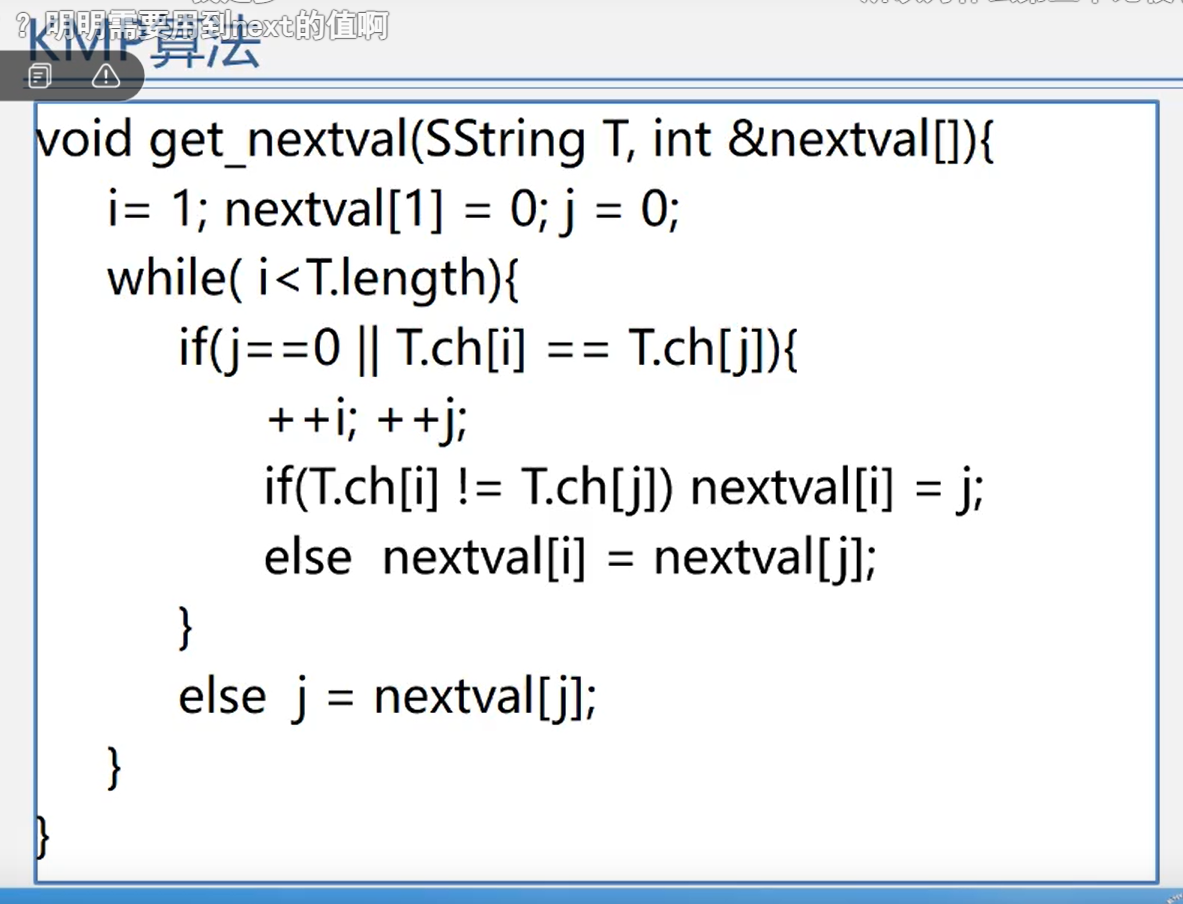 ？明明需要用到next的值啊
KMP算法
void get_nextval(SString T, int &nextval[]){
i= 1; nextval[1] = 0; j = 0;
while( i<T.length){
if(j==0 || T.ch[i] == T.ch[j]){
++i; ++j;
if(T.ch[i] != T.ch[j]) nextval[i] = j;
else nextval[i] = nextval[j];
}
else j = nextval[j];
}
}